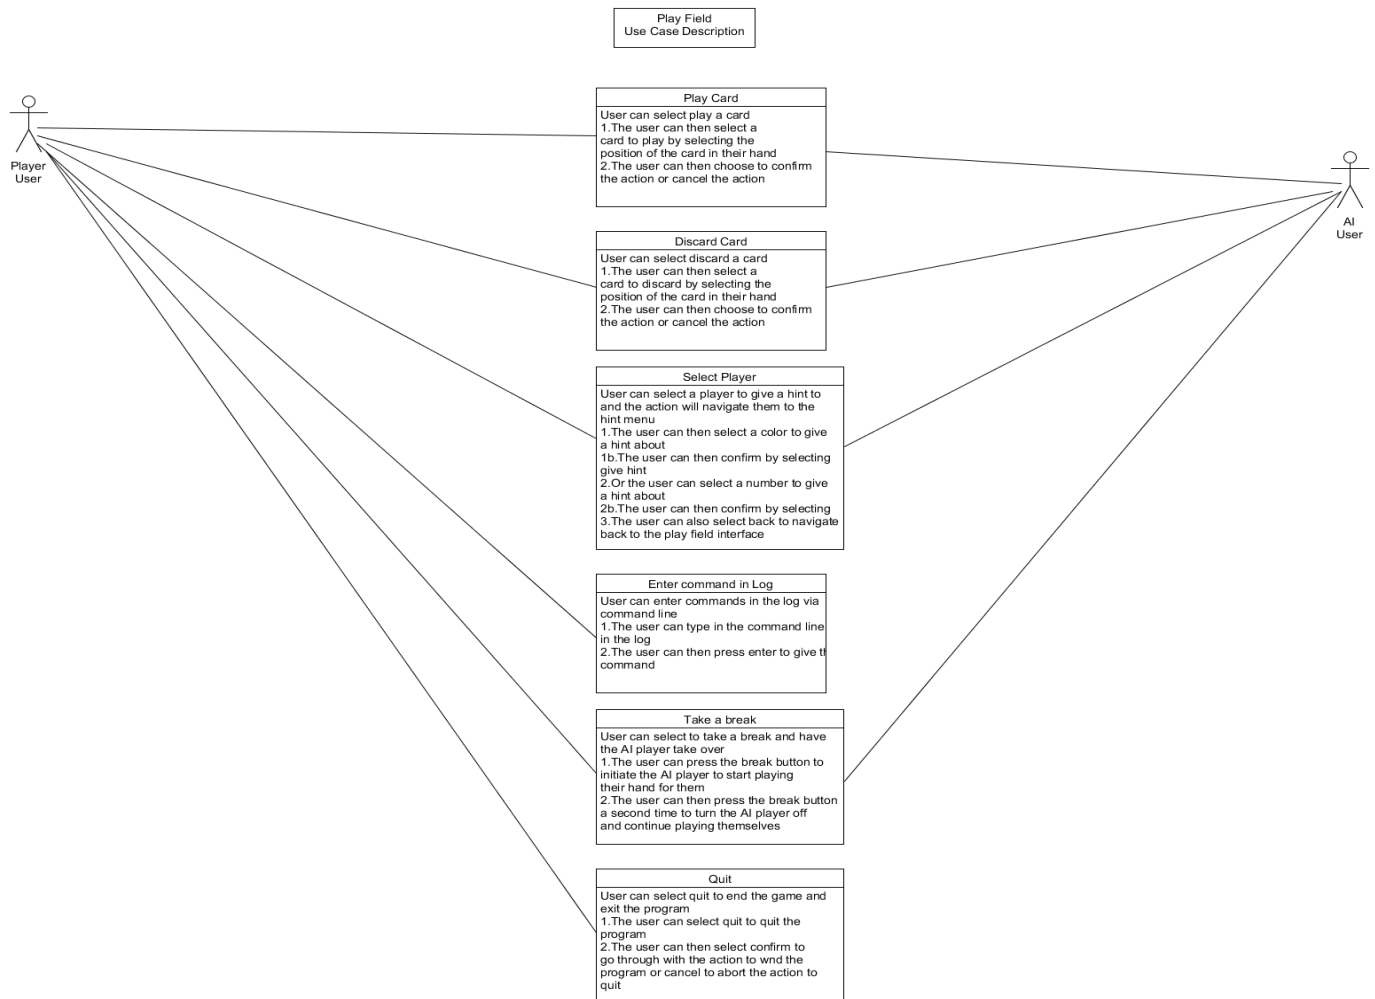 Play Field
Use Case Description
Player
User
AI
User
Play Card
User can select play a card
1.The user can then select a
card to play by selecting the
position of the card in their hand
2.The user can then choose to confirm
the action or cancel the action
Discard Card
User can select discard a card
1.The user can then select a
card to discard by selecting the
position of the card in their hand
2.The user can then choose to confirm
the action or cancel the action
Select Player
User can select a player to give a hint to
and the action will navigate them to the
hint menu
1.The user can then select a color to give
a hint about
1b.The user can then confirm by selecting
give hint
2.Or the user can select a number to give
a hint about
2b.The user can then confirm by selecting
3.The user can also select back to navigate
back to the play field interface
Enter command in Log
User can enter commands in the log via
command line
1.The user can type in the command line
in the log
2.The user can then press enter to give
command
Take a break
User can select to take a break and have
the AI player take over
1.The user can press the break button to
initiate the AI player to start playing
their hand for them
2.The user can then press the break button
a second time to turn the AI player off
and continue playing themselves
Quit
User can select quit to end the game and
exit the program
1.The user can select quit to quit the
program
2.The user can then select confirm to
go through with the action to wnd the
program or cancel to abort the action to
quit